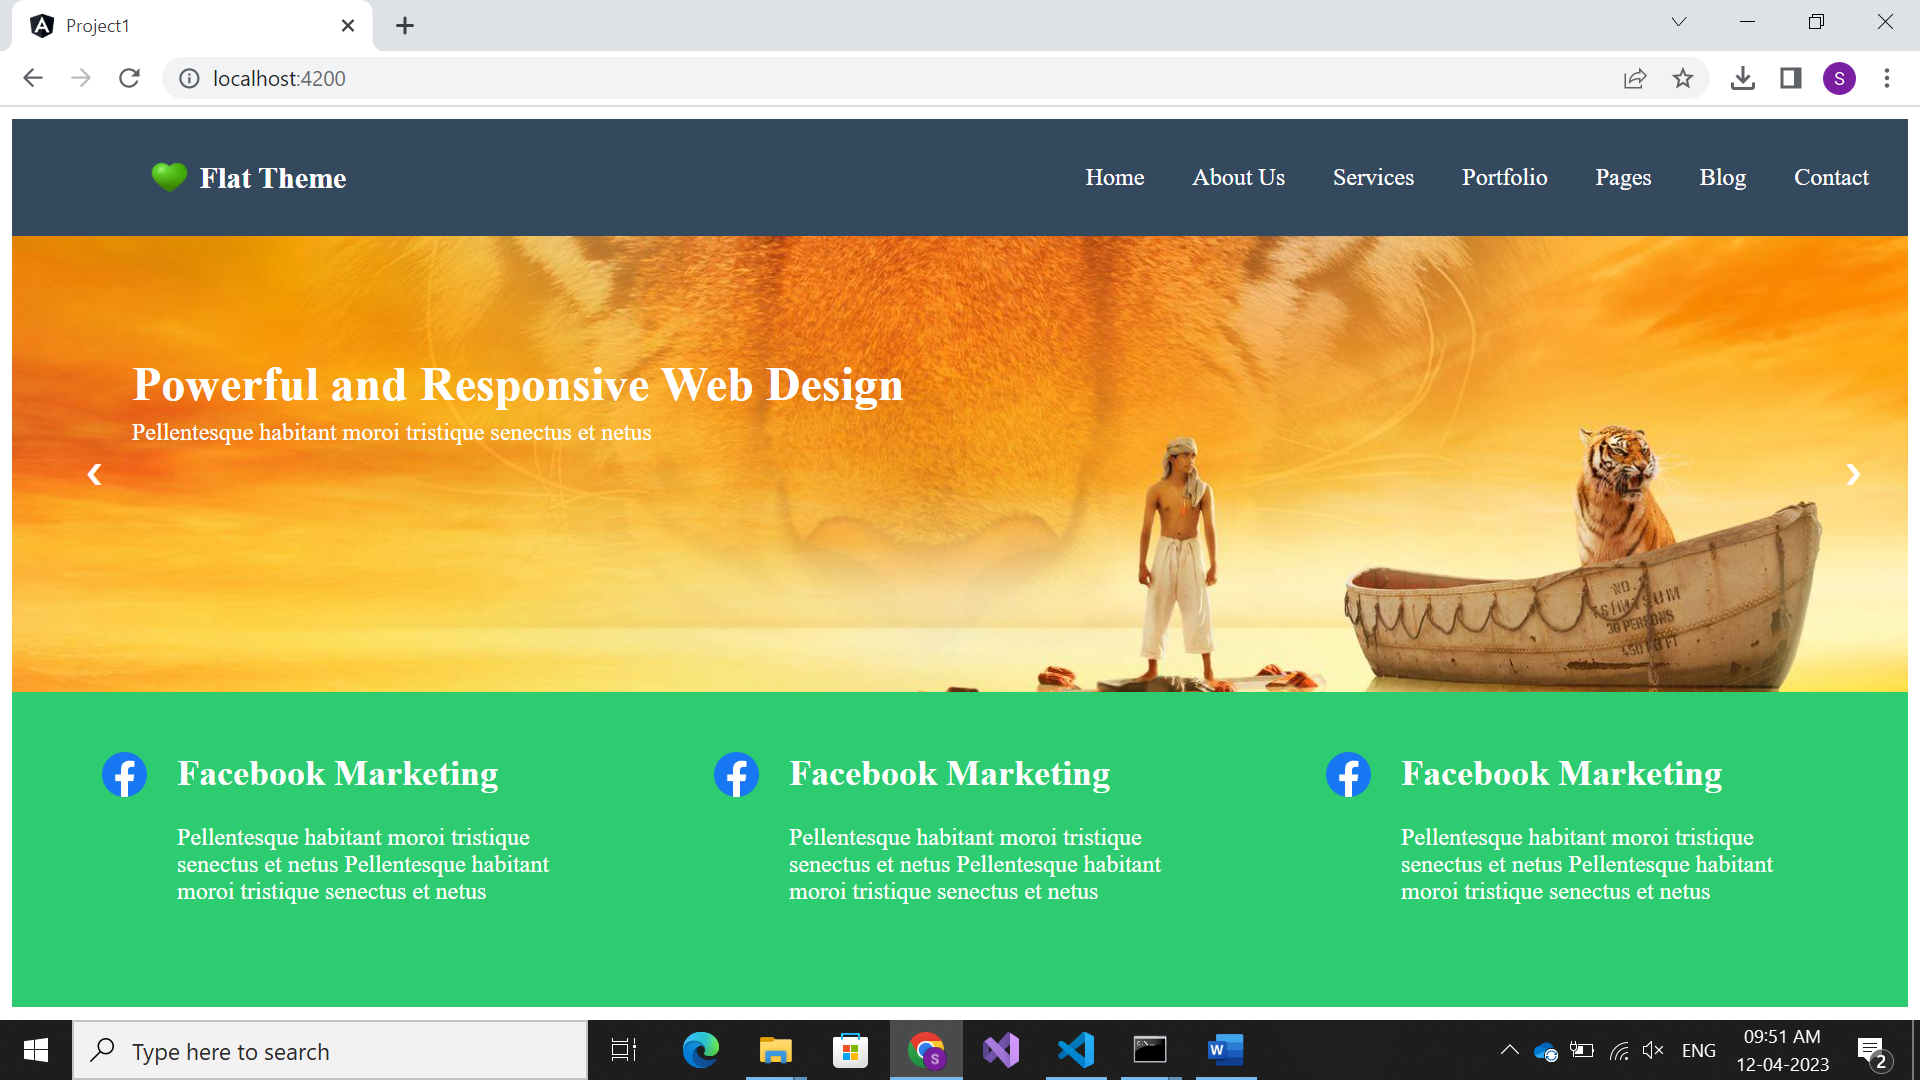 Project1
localhost:4200
S
Flat Theme
Home About Us Services Portfolio Pages Blog Contact
Powerful and Responsive Web Design
Pellentesque habitant moroi tristique senectus et netus
❮ ❯
NO.
TSIMTSUM
30 PERSONS
450 CU FT
Facebook Marketing
Pellentesque habitant moroi tristique
senectus et netus Pellentesque habitant
moroi tristique senectus et netus
Facebook Marketing
Pellentesque habitant moroi tristique
senectus et netus Pellentesque habitant
moroi tristique senectus et netus
Facebook Marketing
Pellentesque habitant moroi tristique
senectus et netus Pellentesque habitant
moroi tristique senectus et netus
Type here to search
S
W
ENG
09:51 AM
12-04-2023
2